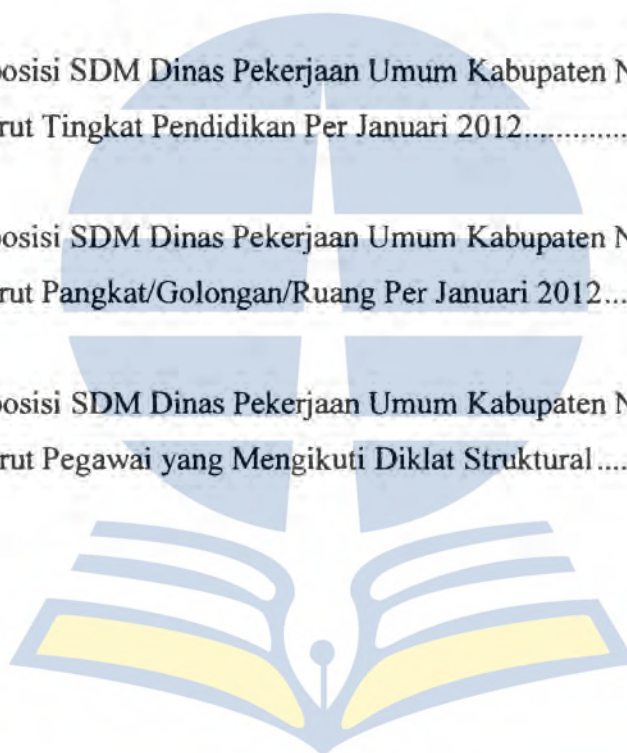 posisi SDM Dinas Pekerjaan Umum Kabupaten N
rut Tingkat Pendidikan Per Januari 2012..............
posisi SDM Dinas Pekerjaan Umum Kabupaten N
rut Pangkat/Golongan/Ruang Per Januari 2012....
posisi SDM Dinas Pekerjaan Umum Kabupaten N
rut Pegawai yang Mengikuti Diklat Struktural.....